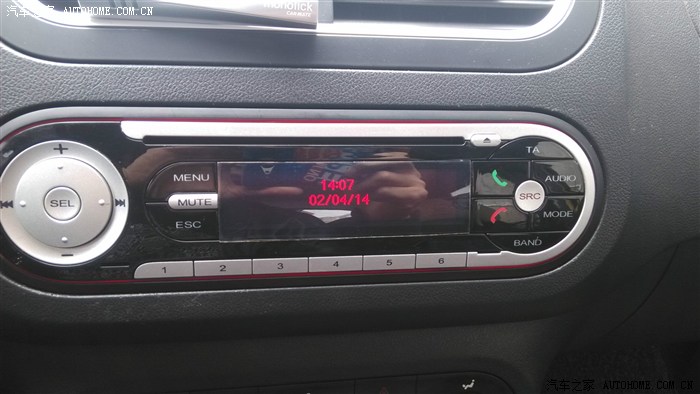 汽车之家 AUTOHOME.COM.CN
monolick
TA
MENU
14:07
AUDIO
MUTE
02/04/14
SEL
SRC
ESC
MODE
BAND
1 2 3 4 5 6
汽车之家 AUTOHOME.COM.CN